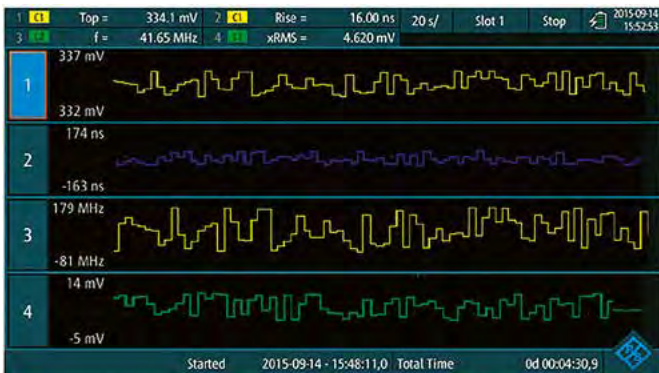 1 C1 Top = 334.1 mV 2 C1 Rise = 16.00 ns 20 s/ Slot 1 Stop 2015-09-14
15:52:53
3 C2 f = 41.65 MHz 4 xRMS = 4.620 mV
337 mV
1
332 mV
174 ns
2
-163 ns
179 MHz
3
-81 MHz
14 mV
4
-5 mV
Started 2015-09-14 - 15:48:11,0 Total Time 0d 00:04:30,9